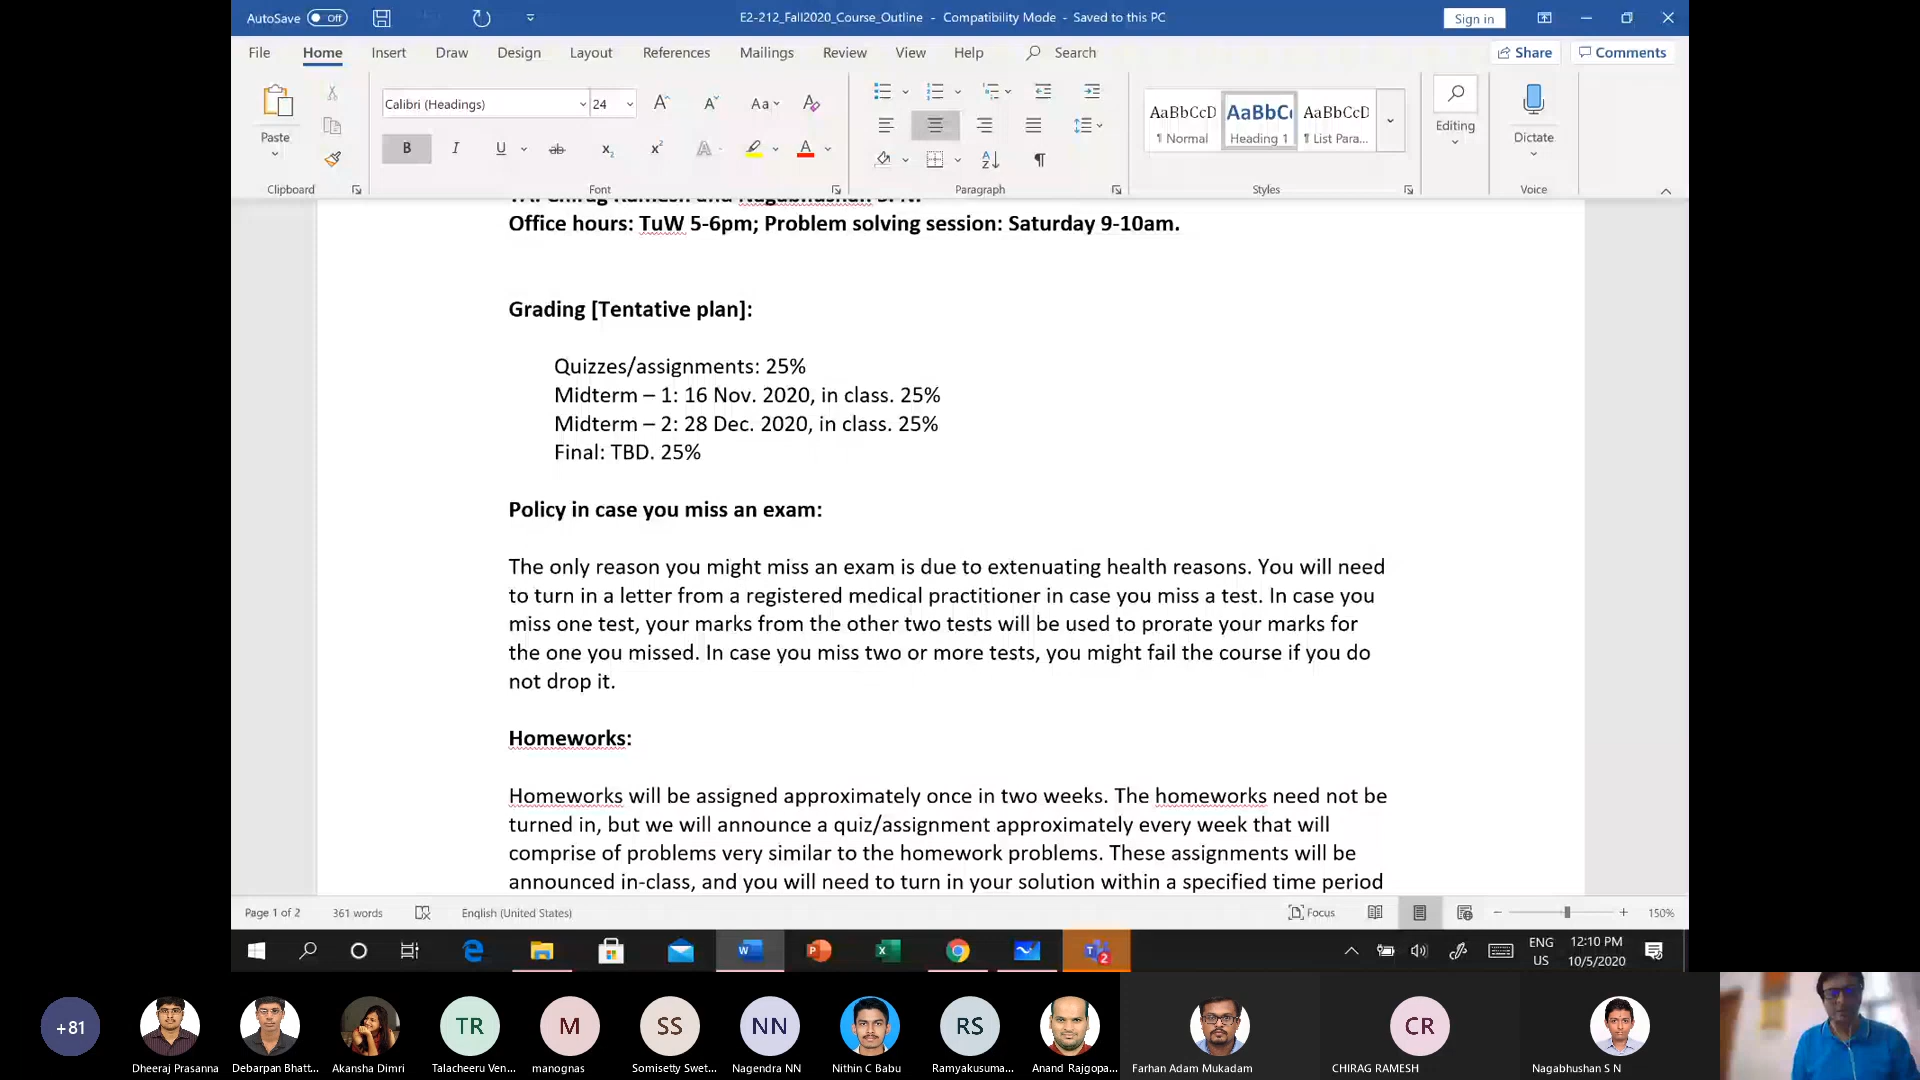 AutoSave Off E2-212_Fall2020_Course_Outline - Compatibility Mode - Saved to this PC Sign in
File Home Insert Draw Design Layout References Mailings Review View Help Search Share Comments
Paste
Clipboard
Calibri (Headings) 24
Font
Paragraph
AaBbCcD AaBbCc AaBbCcD
¶ Normal Heading 1 ¶ List Para...
Styles
Editing
Dictate
Voice
Office hours: TuW 5-6pm; Problem solving session: Saturday 9-10am.
Grading [Tentative plan]:
Quizzes/assignments: 25%
Midterm – 1: 16 Nov. 2020, in class. 25%
Midterm – 2: 28 Dec. 2020, in class. 25%
Final: TBD. 25%
Policy in case you miss an exam:
The only reason you might miss an exam is due to extenuating health reasons. You will need
to turn in a letter from a registered medical practitioner in case you miss a test. In case you
miss one test, your marks from the other two tests will be used to prorate your marks for
the one you missed. In case you miss two or more tests, you might fail the course if you do
not drop it.
Homeworks:
Homeworks will be assigned approximately once in two weeks. The homeworks need not be
turned in, but we will announce a quiz/assignment approximately every week that will
comprise of problems very similar to the homework problems. These assignments will be
announced in-class, and you will need to turn in your solution within a specified time period
Page 1 of 2 361 words English (United States) Focus 150%
ENG 12:10 PM
US 10/5/2020
+81 TR M SS NN RS CR
Dheeraj Prasanna Debarpan Bhatt... Akansha Dimri Talacheeru Ven... manognas Somisetty Swet... Nagendra NN Nithin C Babu Ramyakusuma... Anand Rajgopa... Farhan Adam Mukadam CHIRAG RAMESH Nagabhushan S N